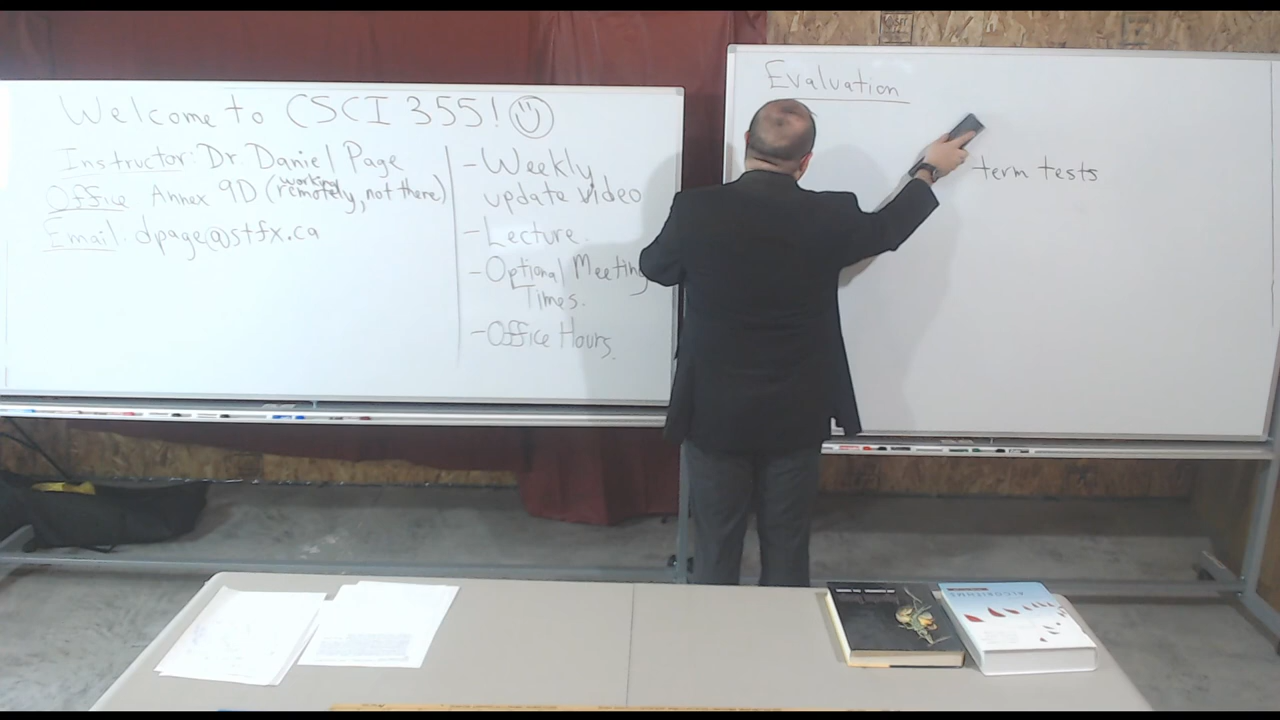 Welcome to CSCI 355!
Instructor: Dr. Daniel Page
Office Annex 9D (working remotely, not there)
Email: dpage@stfx.ca
- Weekly
update video
- Lecture.
- Optional Meeting
Times.
- Office Hours.
Evaluation
term tests
ALGORITHMS